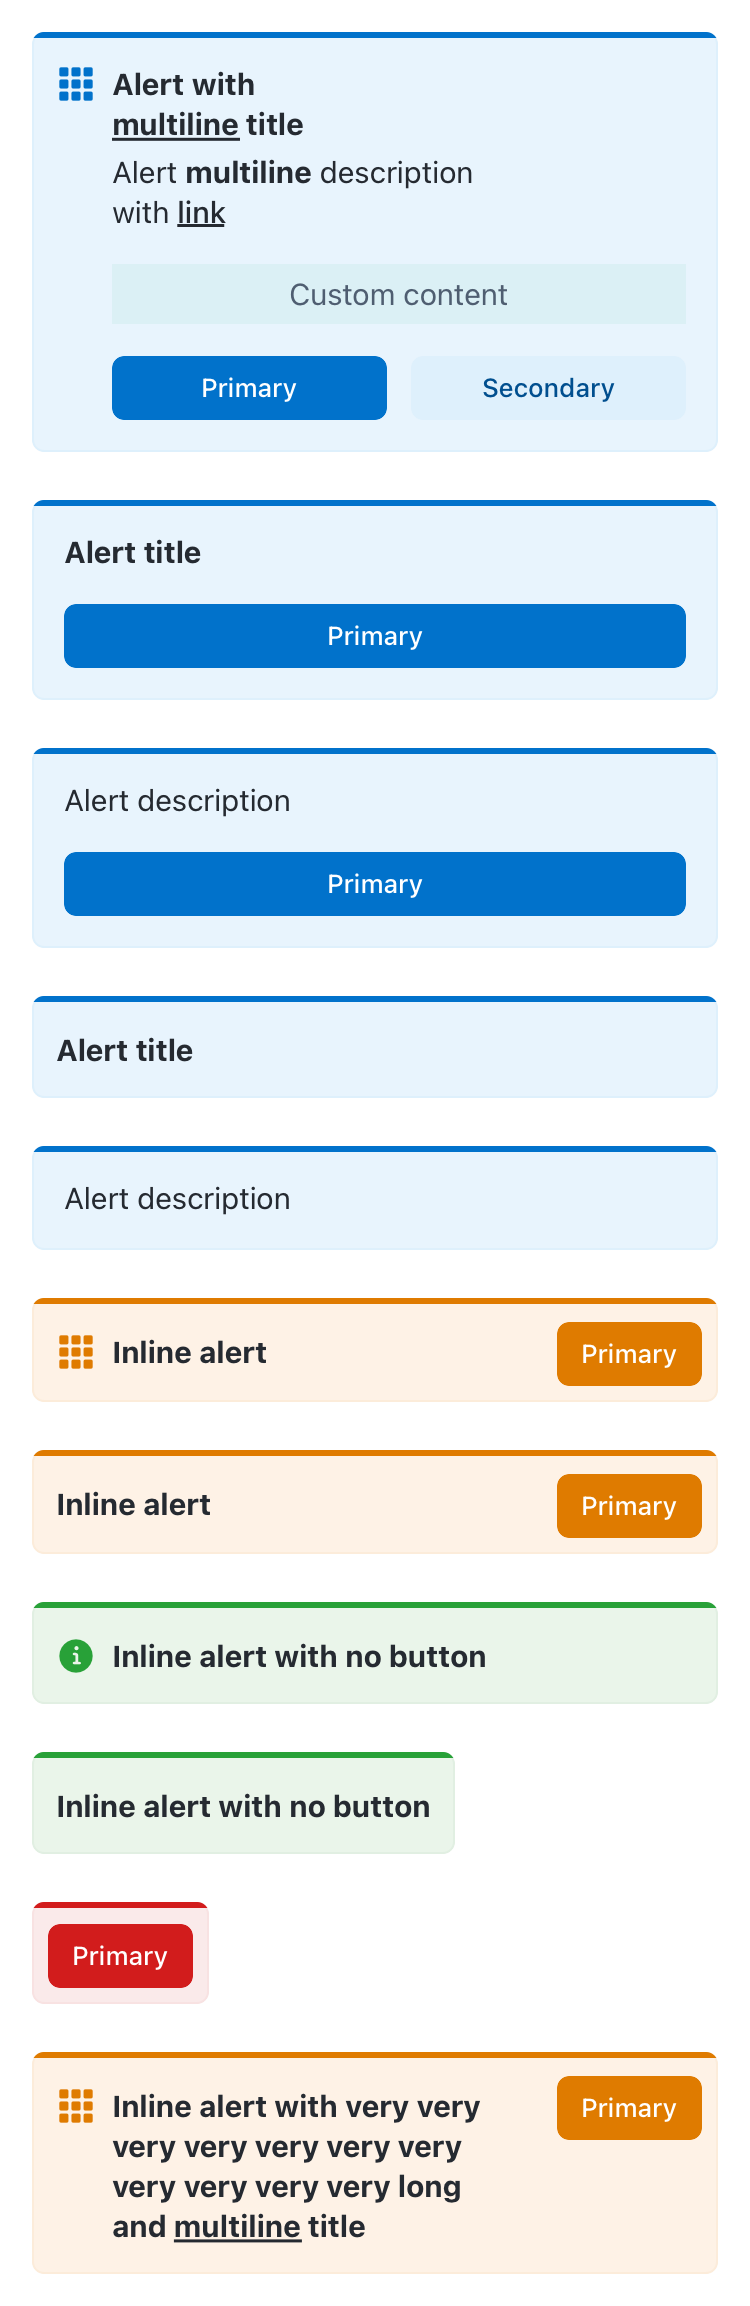 Alert with
multiline title
Alert multiline description
with link
Custom content
Primary
Secondary
Alert title
Primary
Alert description
Primary
Alert title
Alert description
Inline alert
Primary
Inline alert
Primary
Inline alert with no button
Inline alert with no button
Primary
Inline alert with very very
Primary
very very very very very
very very very very long
and multiline title